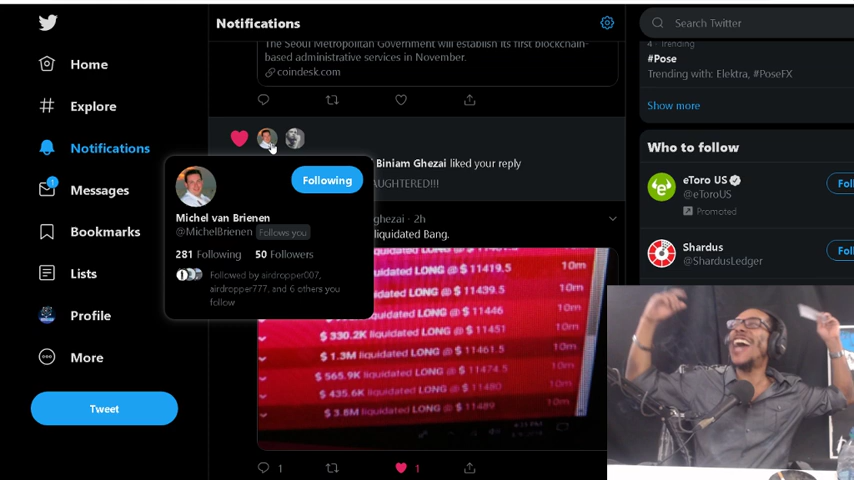 Notifications
Search Twitter
Home
Explore
Notifications
1
Messages
Bookmarks
Lists
Profile
More
Tweet
The Seoul Metropolitan Government will establish its first blockchain-
based administrative services in November.
coindesk.com
Biniam Ghezai liked your reply
AUGHTERED!!!
ghezai · 2h
liquidated Bang.
Following
Michel van Brienen
@MichelBrienen Follows you
281 Following 50 Followers
Followed by airdropper007,
airdropper777, and 6 others you
follow
liquidated LONG @ $ 11419.5 10m
liquidated LONG @ $ 11439.5 10m
liquidated LONG @ $ 11446 10m
$ 330.2K liquidated LONG @ $ 11451 10m
$ 1.3M liquidated LONG @ $ 11461.5 10m
$ 565.9K liquidated LONG @ $ 11474.5 10m
$ 435.6K liquidated LONG @ $ 11480 10m
$ 3.8M liquidated LONG @ $ 11489 10m
1 1
4 · Trending
#Pose
Trending with: Elektra, #PoseFX
Show more
Who to follow
eToro US
@eToroUS
Promoted
Fol
Shardus
@ShardusLedger
Fol